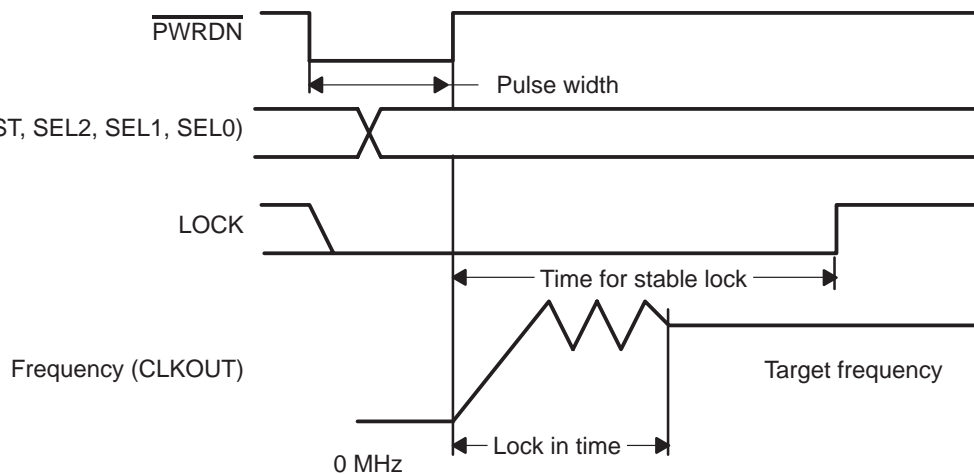 PWRDN
Pulse width
ST, SEL2, SEL1, SEL0)
LOCK
Time for stable lock
Frequency (CLKOUT)
Target frequency
Lock in time
0 MHz